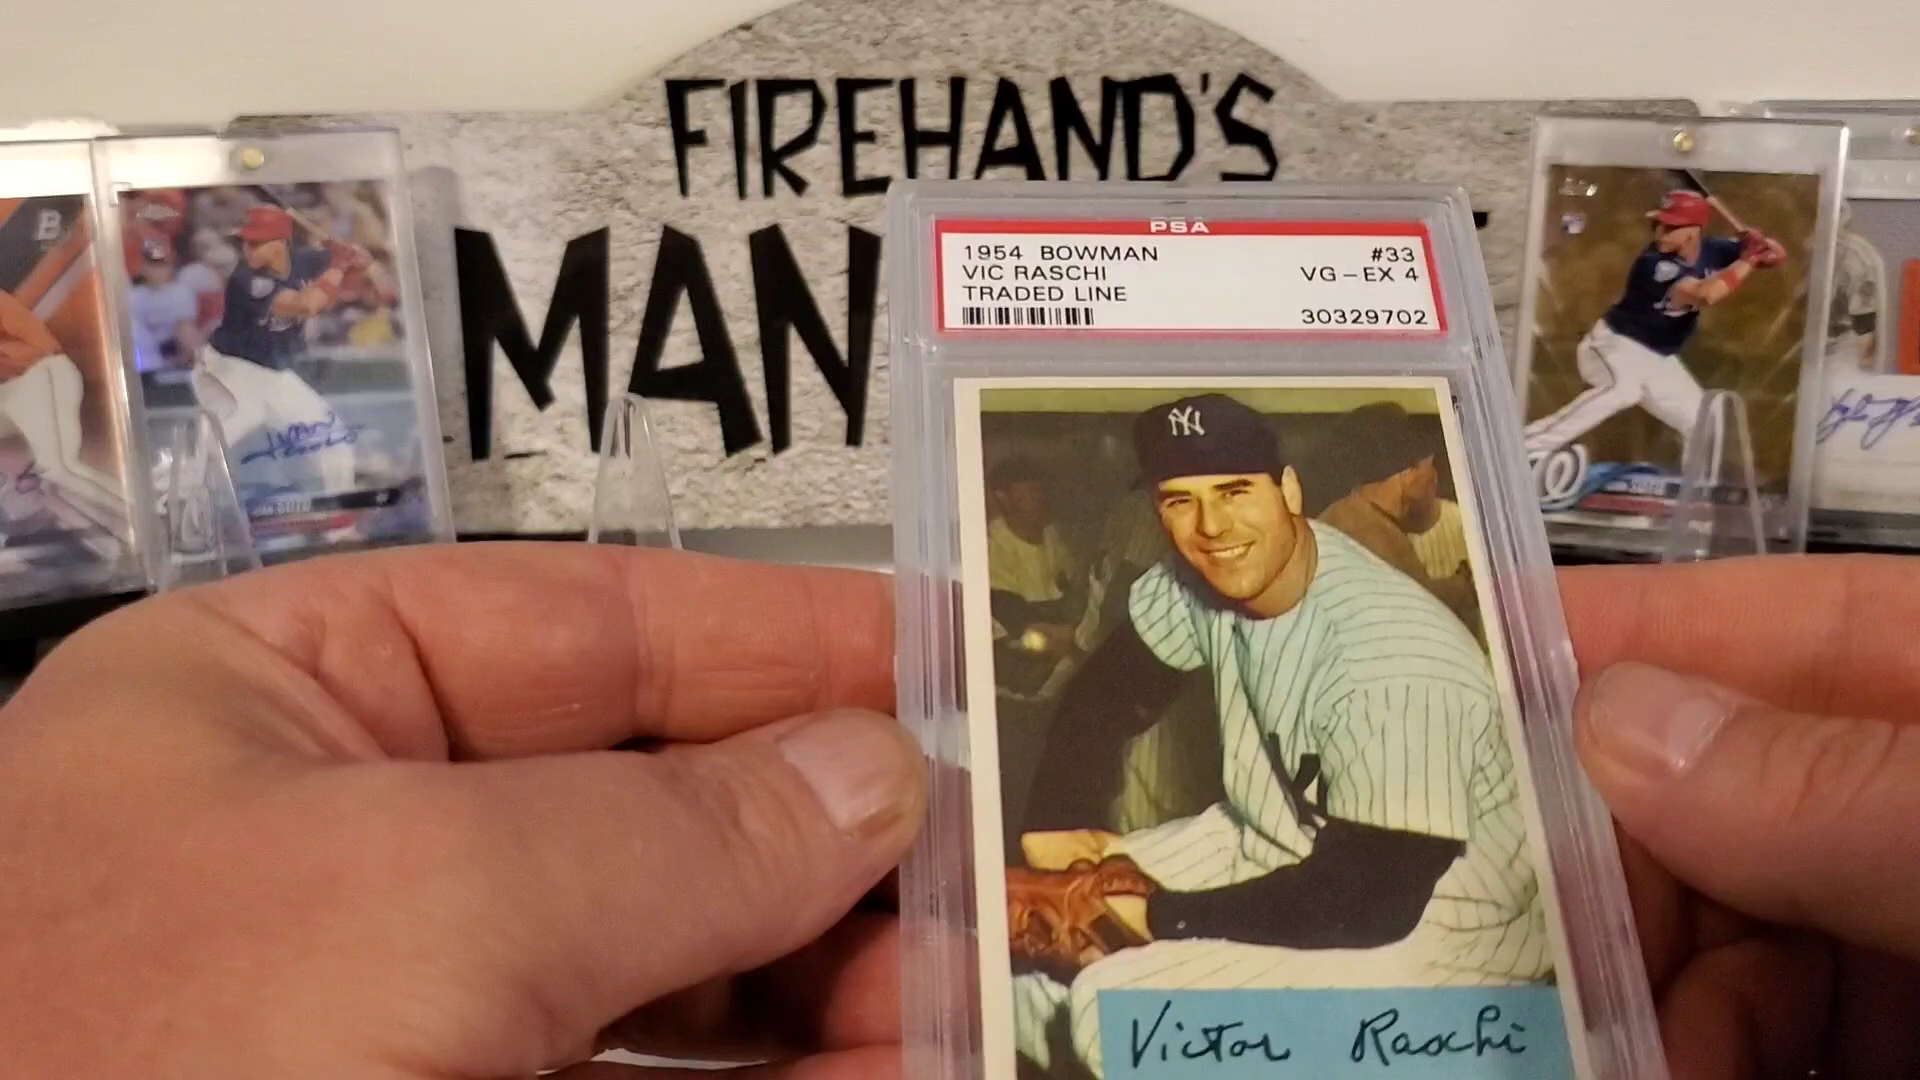 FIREHAND'S
MAN
PSA
1954 BOWMAN #33
VIC RASCHI VG-EX 4
TRADED LINE
30329702
NY
Victor Raschi
B
W